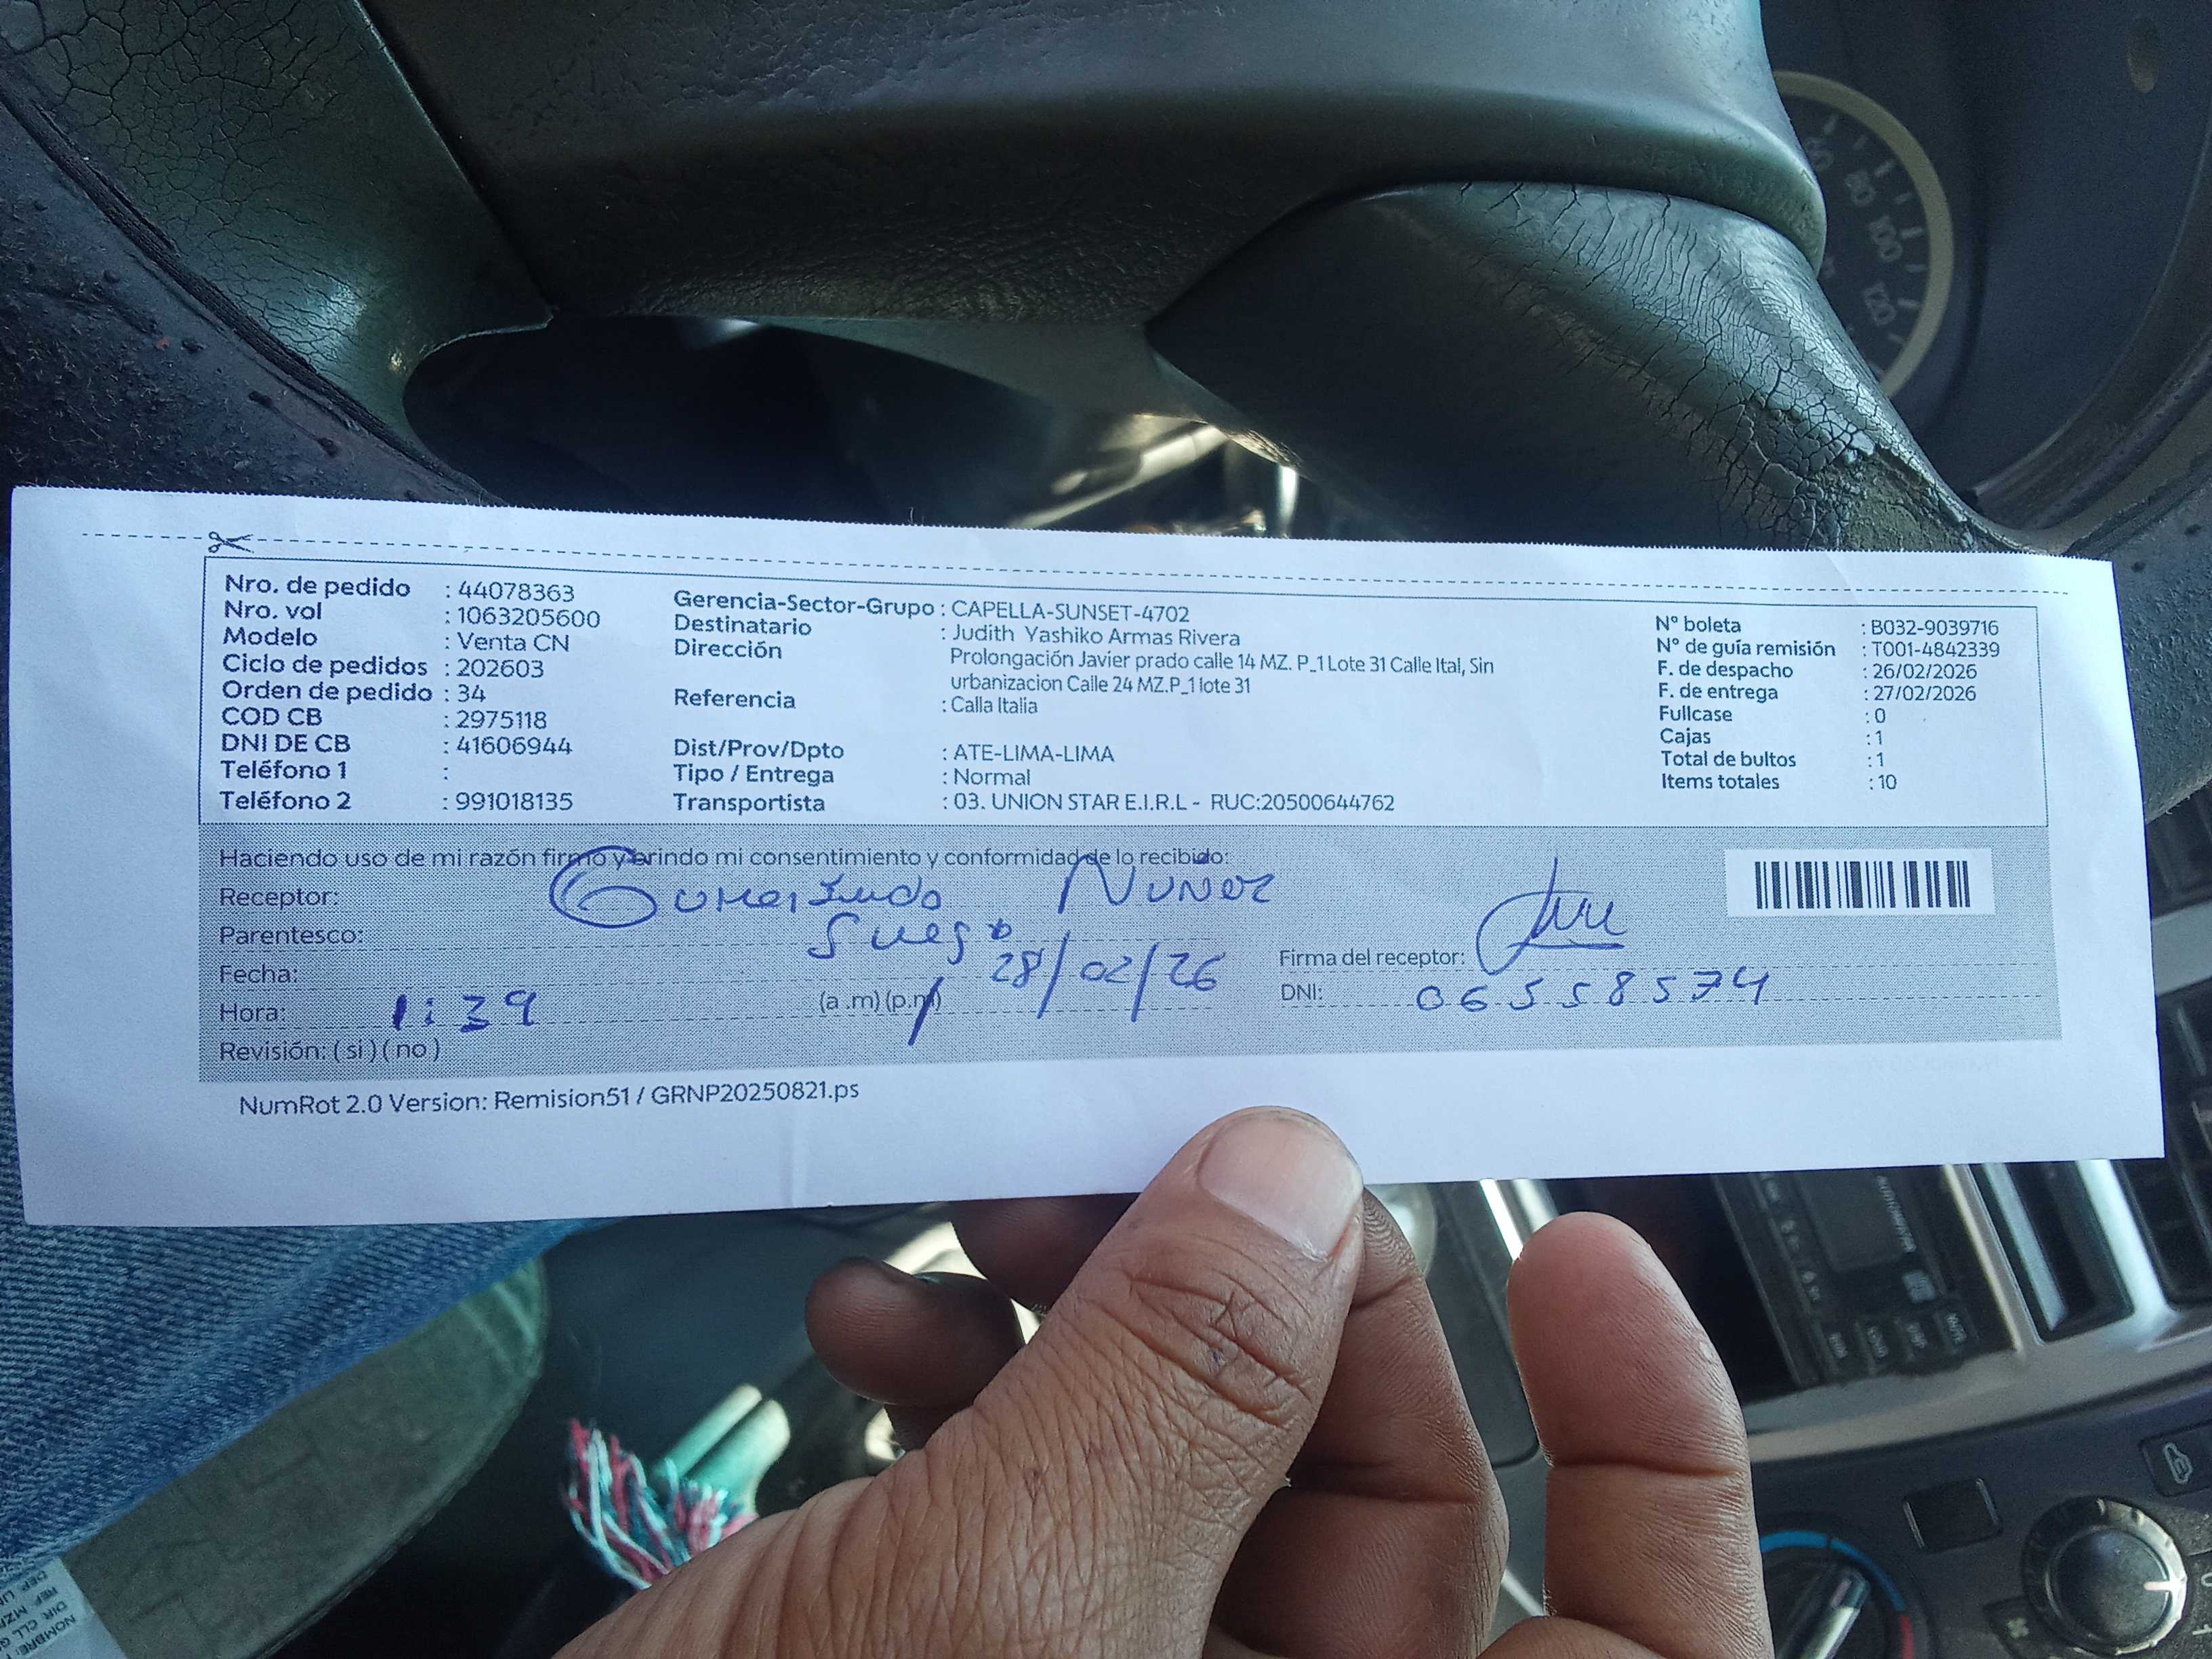 Nro. de pedido : 44078363
Nro. vol : 1063205600
Modelo : Venta CN
Ciclo de pedidos : 202603
Orden de pedido : 34
COD CB : 2975118
DNI DE CB : 41606944
Teléfono 1 :
Teléfono 2 : 991018135
Gerencia-Sector-Grupo : CAPELLA-SUNSET-4702
Destinatario : Judith Yashiko Armas Rivera
Dirección Prolongación Javier prado calle 14 MZ. P_1 Lote 31 Calle Ital, Sin
urbanizacion Calle 24 MZ.P_1 lote 31
Referencia : Calla Italia
Dist/Prov/Dpto : ATE-LIMA-LIMA
Tipo / Entrega : Normal
Transportista : 03. UNION STAR E.I.R.L - RUC:20500644762
N° boleta : B032-9039716
N° de guía remisión : T001-4842339
F. de despacho : 26/02/2026
F. de entrega : 27/02/2026
Fullcase : 0
Cajas : 1
Total de bultos : 1
Items totales : 10
Haciendo uso de mi razón firmo y brindo mi consentimiento y conformidad de lo recibido:
Receptor: Nuñez
Parentesco: Suegro
Fecha: 28/02/26
Hora: 1:39 (a.m) (p.m)
Revisión: ( si ) ( no )
Firma del receptor:
DNI: 06558574
NumRot 2.0 Version: Remision51 / GRNP20250821.ps
80
100
120